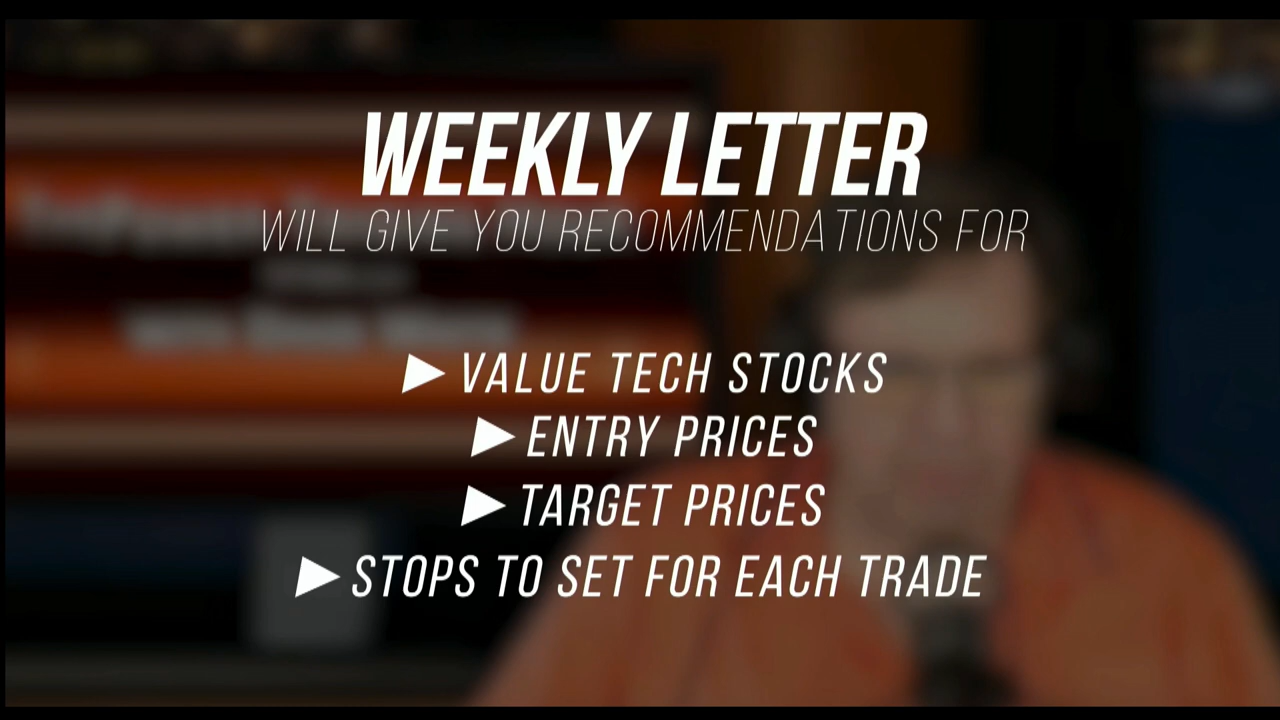 WEEKLY LETTER
WILL GIVE YOU RECOMMENDATIONS FOR
▶ VALUE TECH STOCKS
▶ ENTRY PRICES
▶ TARGET PRICES
▶ STOPS TO SET FOR EACH TRADE